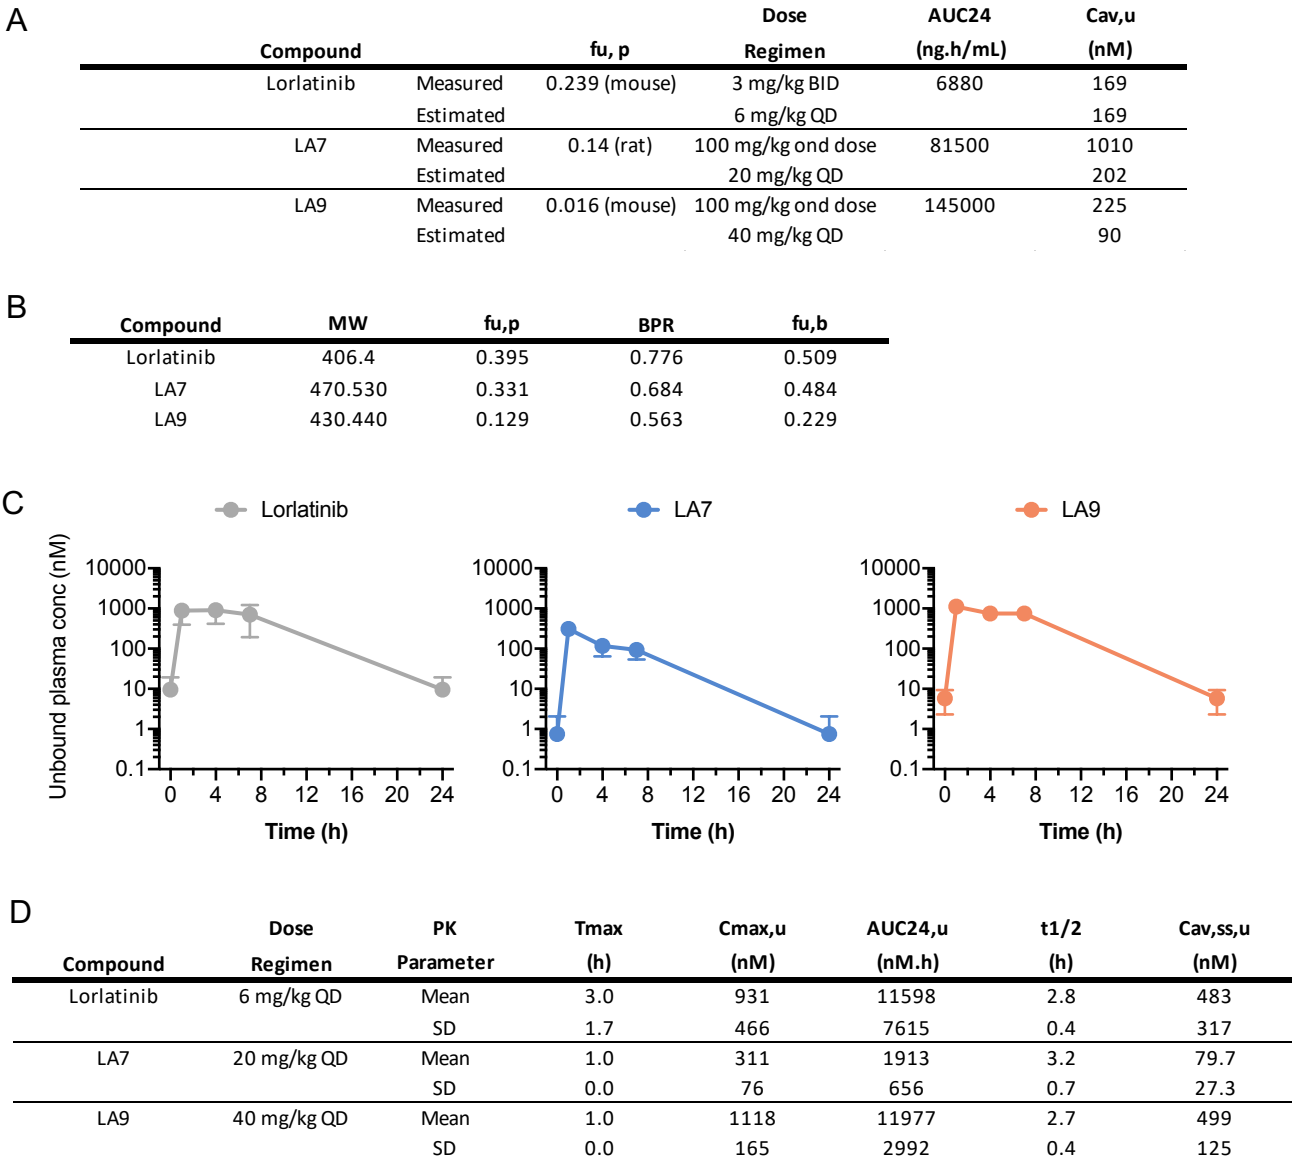 A
Dose AUC24 Cav,u
Compound fu, p Regimen (ng.h/mL) (nM)
Lorlatinib Measured 0.239 (mouse) 3 mg/kg BID 6880 169
Estimated 6 mg/kg QD 169
LA7 Measured 0.14 (rat) 100 mg/kg ond dose 81500 1010
Estimated 20 mg/kg QD 202
LA9 Measured 0.016 (mouse) 100 mg/kg ond dose 145000 225
Estimated 40 mg/kg QD 90
B
Compound MW fu,p BPR fu,b
Lorlatinib 406.4 0.395 0.776 0.509
LA7 470.530 0.331 0.684 0.484
LA9 430.440 0.129 0.563 0.229
C
Lorlatinib LA7 LA9
Unbound plasma conc (nM)
10000 10000 10000
1000 1000 1000
100 100 100
10 10 10
1 1 1
0.1 0.1 0.1
0 4 8 12 16 20 24 0 4 8 12 16 20 24 0 4 8 12 16 20 24
Time (h) Time (h) Time (h)
D
Dose PK Tmax Cmax,u AUC24,u t1/2 Cav,ss,u
Compound Regimen Parameter (h) (nM) (nM.h) (h) (nM)
Lorlatinib 6 mg/kg QD Mean 3.0 931 11598 2.8 483
SD 1.7 466 7615 0.4 317
LA7 20 mg/kg QD Mean 1.0 311 1913 3.2 79.7
SD 0.0 76 656 0.7 27.3
LA9 40 mg/kg QD Mean 1.0 1118 11977 2.7 499
SD 0.0 165 2992 0.4 125